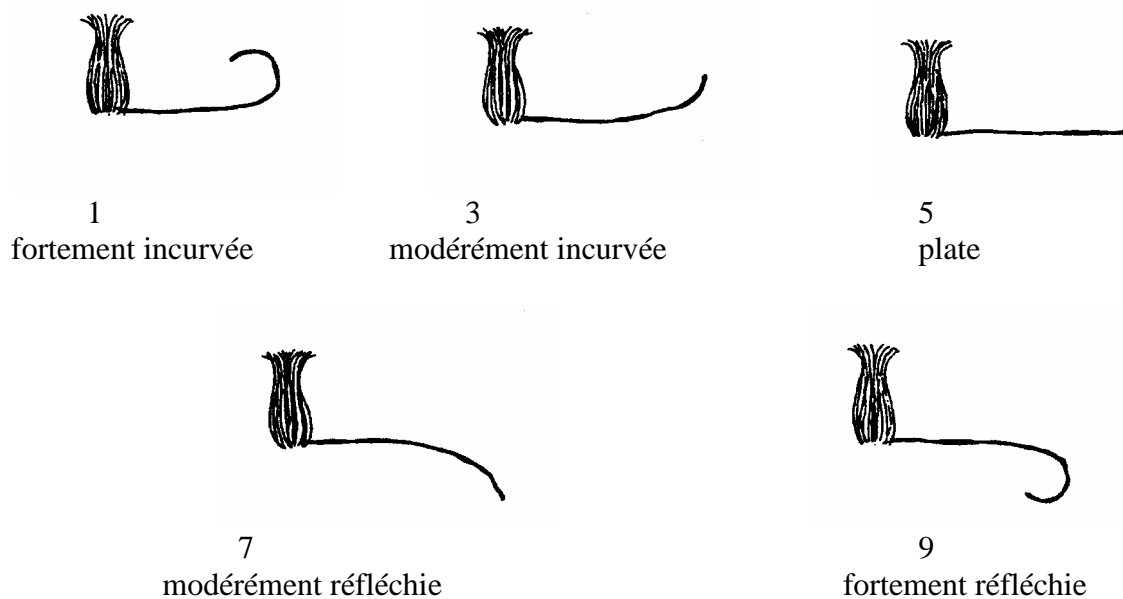 1 3 5
fortement incurvée modérément incurvée plate
7 9
modérément réfléchie fortement réfléchie